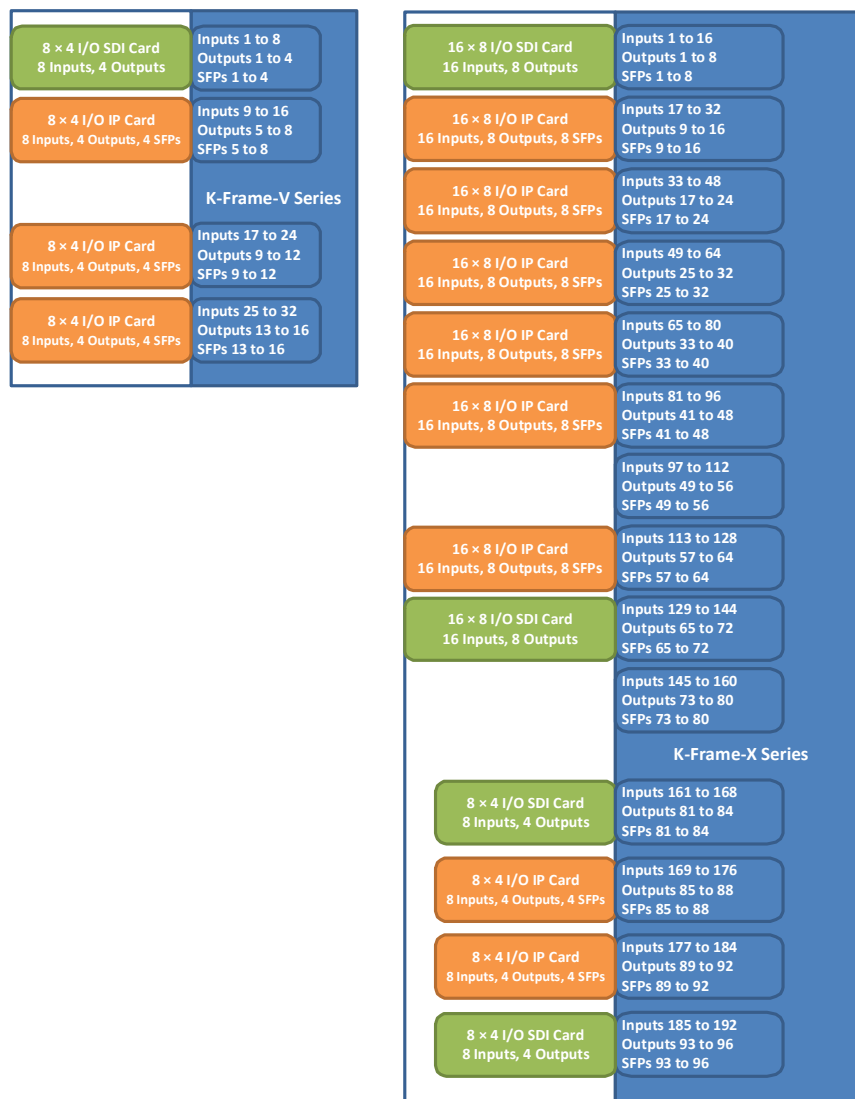 8 × 4 I/O SDI Card
8 Inputs, 4 Outputs
Inputs 1 to 8
Outputs 1 to 4
SFPs 1 to 4
8 × 4 I/O IP Card
8 Inputs, 4 Outputs, 4 SFPs
Inputs 9 to 16
Outputs 5 to 8
SFPs 5 to 8
K-Frame-V Series
8 × 4 I/O IP Card
8 Inputs, 4 Outputs, 4 SFPs
Inputs 17 to 24
Outputs 9 to 12
SFPs 9 to 12
8 × 4 I/O IP Card
8 Inputs, 4 Outputs, 4 SFPs
Inputs 25 to 32
Outputs 13 to 16
SFPs 13 to 16
16 × 8 I/O SDI Card
16 Inputs, 8 Outputs
Inputs 1 to 16
Outputs 1 to 8
SFPs 1 to 8
16 × 8 I/O IP Card
16 Inputs, 8 Outputs, 8 SFPs
Inputs 17 to 32
Outputs 9 to 16
SFPs 9 to 16
16 × 8 I/O IP Card
16 Inputs, 8 Outputs, 8 SFPs
Inputs 33 to 48
Outputs 17 to 24
SFPs 17 to 24
16 × 8 I/O IP Card
16 Inputs, 8 Outputs, 8 SFPs
Inputs 49 to 64
Outputs 25 to 32
SFPs 25 to 32
16 × 8 I/O IP Card
16 Inputs, 8 Outputs, 8 SFPs
Inputs 65 to 80
Outputs 33 to 40
SFPs 33 to 40
16 × 8 I/O IP Card
16 Inputs, 8 Outputs, 8 SFPs
Inputs 81 to 96
Outputs 41 to 48
SFPs 41 to 48
Inputs 97 to 112
Outputs 49 to 56
SFPs 49 to 56
16 × 8 I/O IP Card
16 Inputs, 8 Outputs, 8 SFPs
Inputs 113 to 128
Outputs 57 to 64
SFPs 57 to 64
16 × 8 I/O SDI Card
16 Inputs, 8 Outputs
Inputs 129 to 144
Outputs 65 to 72
SFPs 65 to 72
Inputs 145 to 160
Outputs 73 to 80
SFPs 73 to 80
K-Frame-X Series
8 × 4 I/O SDI Card
8 Inputs, 4 Outputs
Inputs 161 to 168
Outputs 81 to 84
SFPs 81 to 84
8 × 4 I/O IP Card
8 Inputs, 4 Outputs, 4 SFPs
Inputs 169 to 176
Outputs 85 to 88
SFPs 85 to 88
8 × 4 I/O IP Card
8 Inputs, 4 Outputs, 4 SFPs
Inputs 177 to 184
Outputs 89 to 92
SFPs 89 to 92
8 × 4 I/O SDI Card
8 Inputs, 4 Outputs
Inputs 185 to 192
Outputs 93 to 96
SFPs 93 to 96